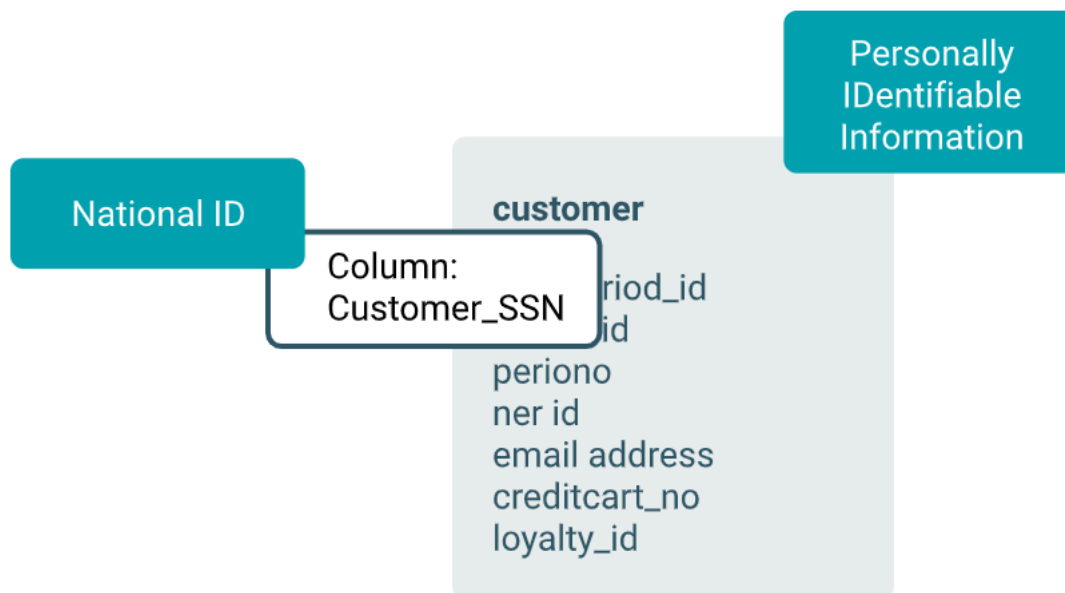 Personally
IDentifiable
Information
National ID
customer
Column:
Customer_SSN
riod_id
id
periono
ner id
email address
creditcart_no
loyalty_id